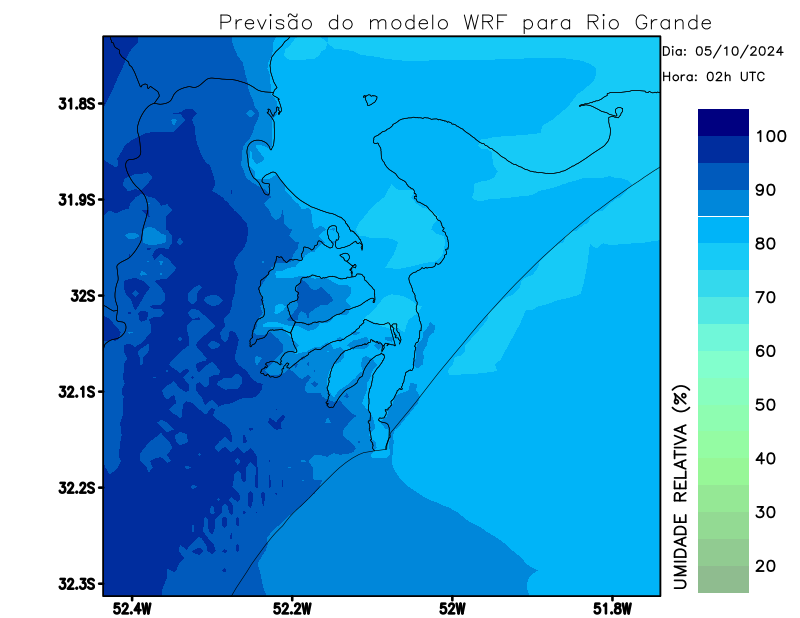 Previsão do modelo WRF para Rio Grande
Dia: 05/10/2024
Hora: 02h UTC
31.8S
31.9S
32S
32.1S
32.2S
32.3S
52.4W
52.2W
52W
51.8W
100
90
80
70
60
50
40
30
20
UMIDADE RELATIVA (%)